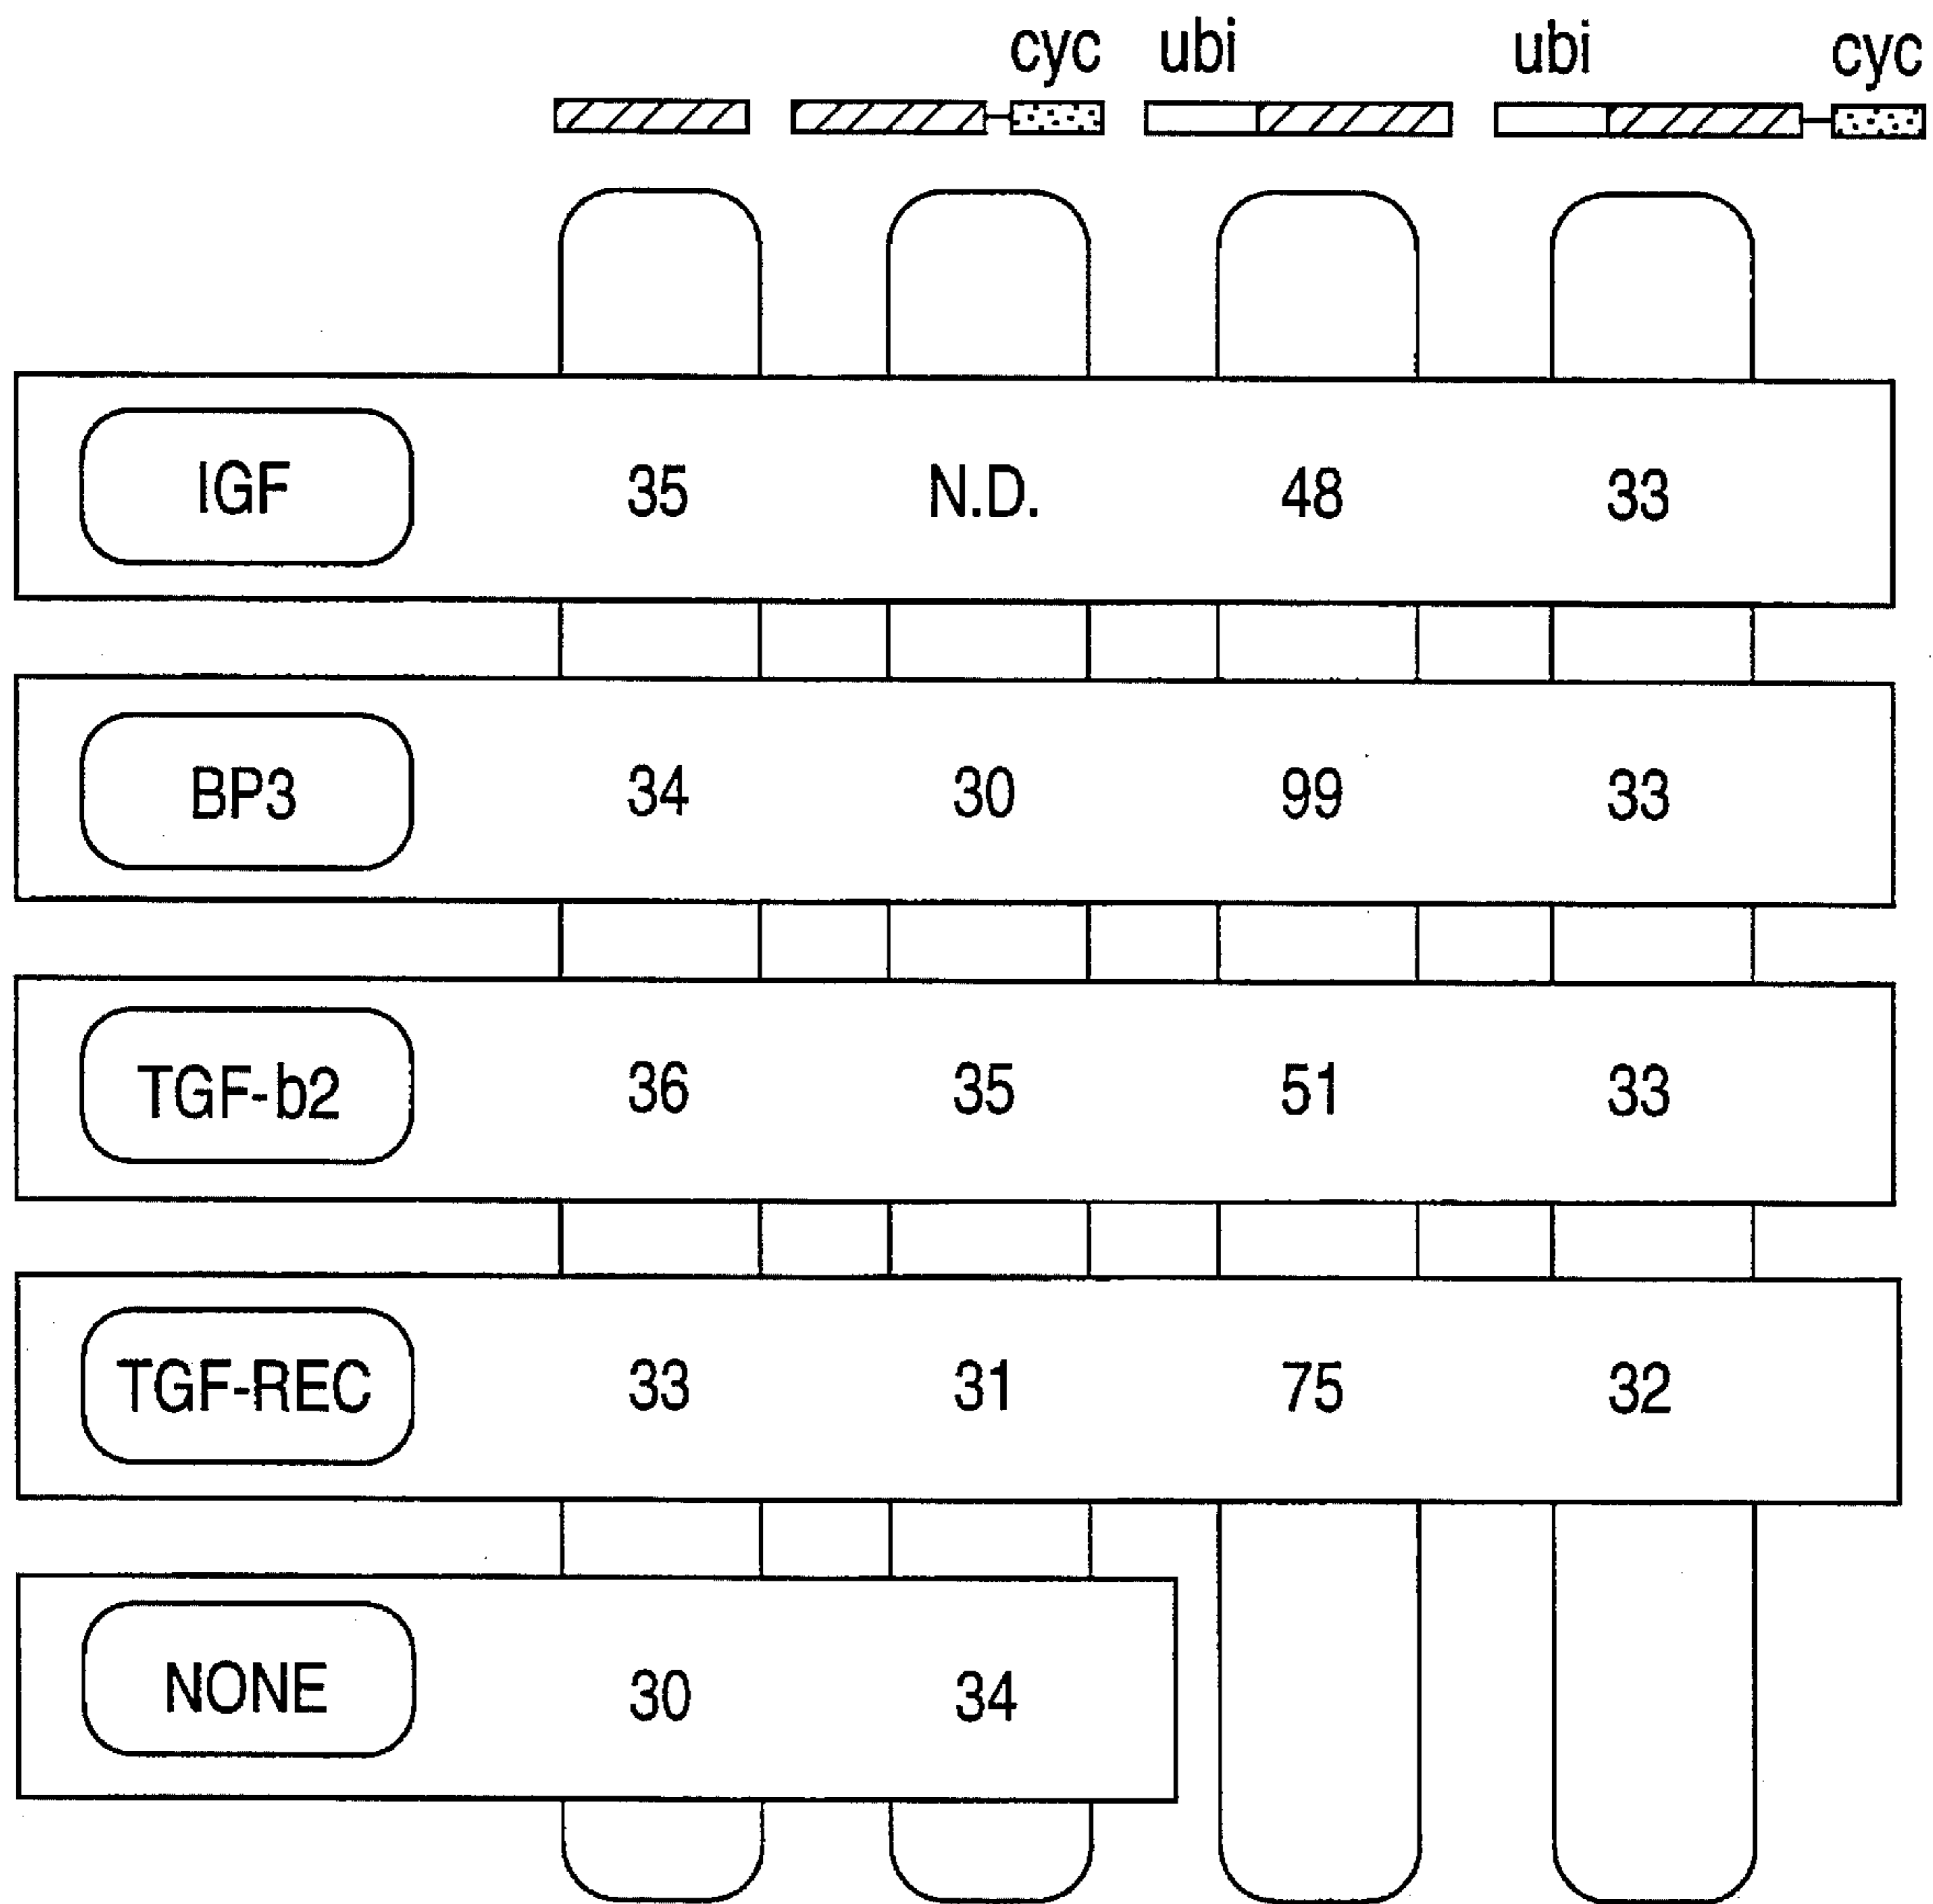 cyc ubi ubi cyc
IGF 35 N.D. 48 33
BP3 34 30 99 33
TGF-b2 36 35 51 33
TGF-REC 33 31 75 32
NONE 30 34